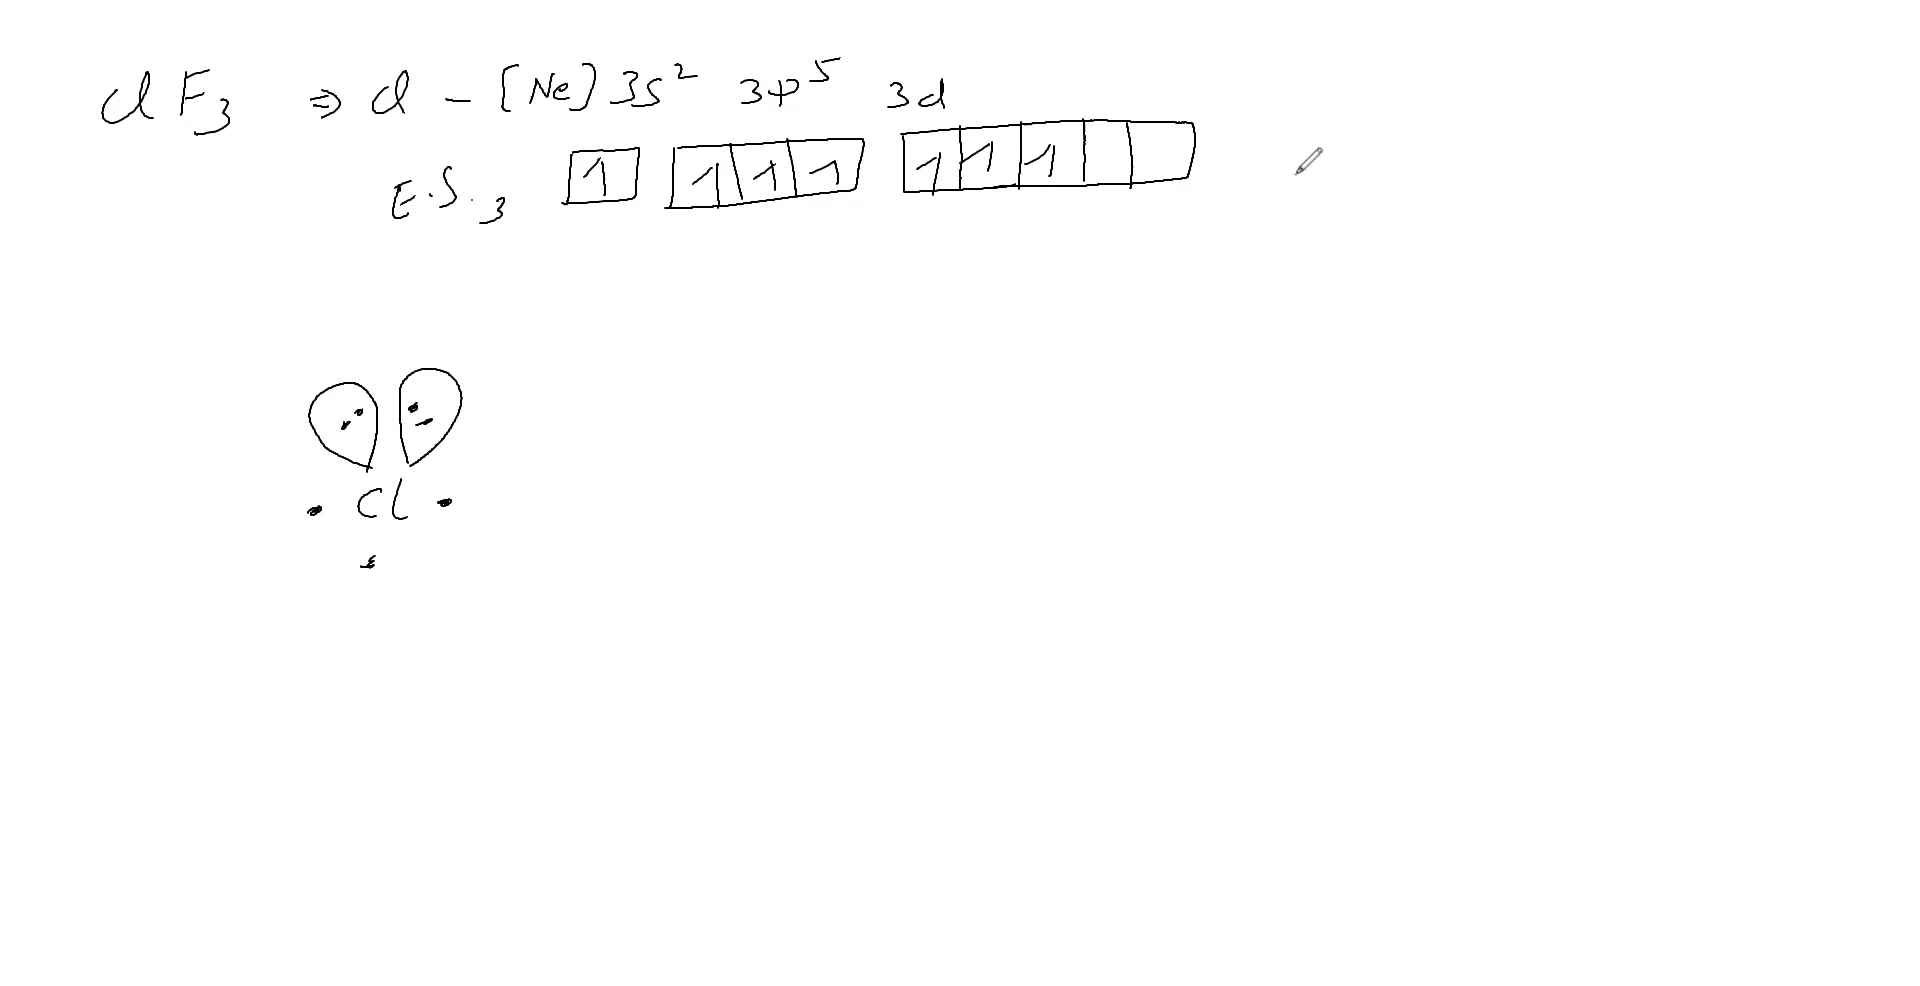 ClF3 ⇒ Cl - [Ne] 3s² 3p⁵ 3d
E.S.3 1 1 1 1 1 1 1
Cl